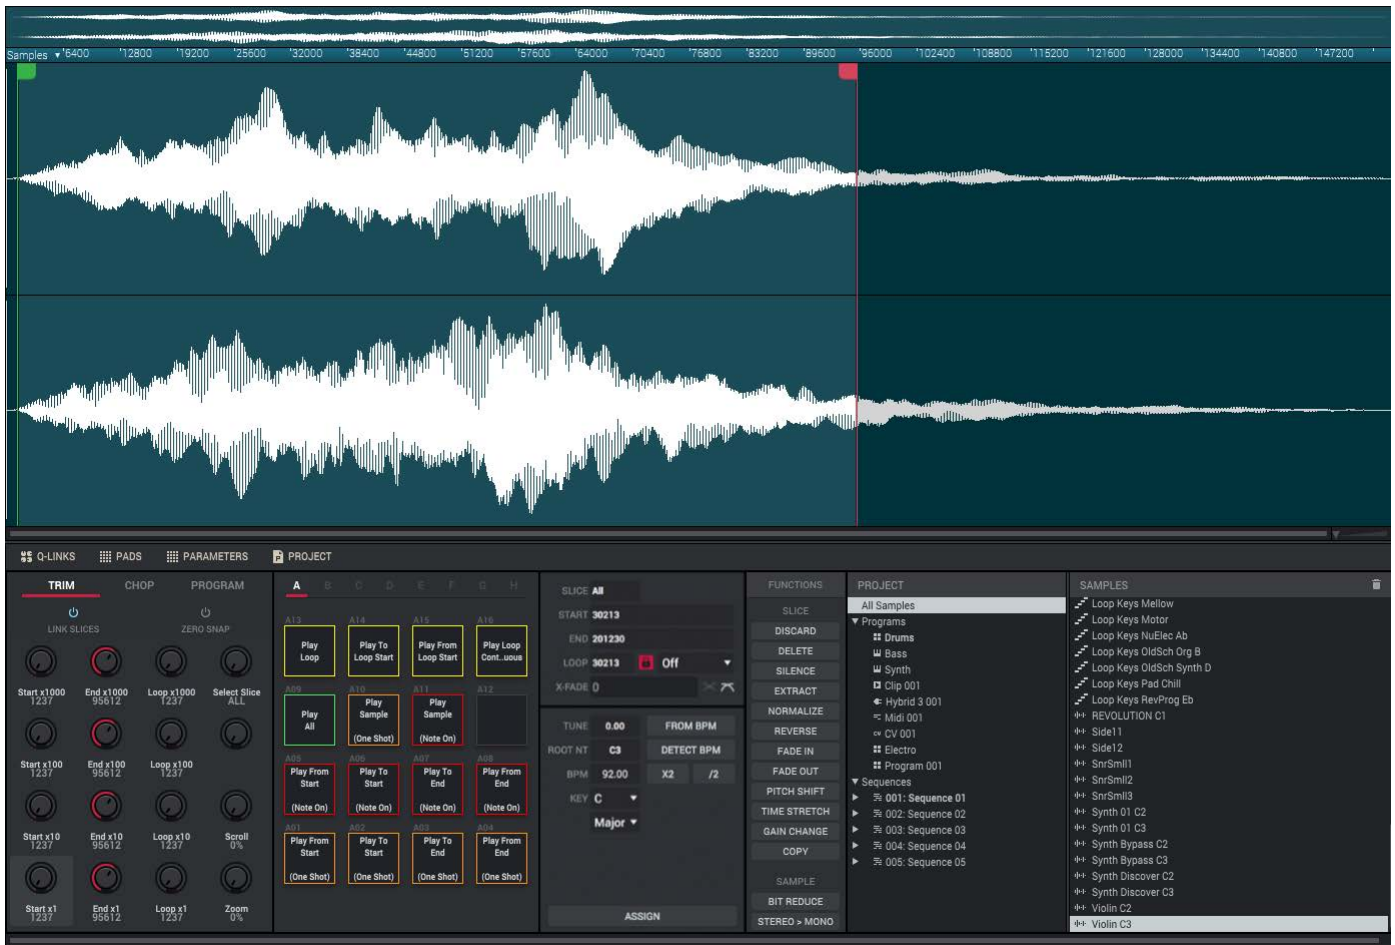 Samples ▾ '6400 '12800 '19200 '25600 '32000 '38400 '44800 '51200 '57600 '64000 '70400 '76800 '83200 '89600 '96000 '102400 '108800 '115200 '121600 '128000 '134400 '140800 '147200
Q-LINKS PADS PARAMETERS PROJECT
TRIM CHOP PROGRAM
LINK SLICES ZERO SNAP
Start x1000 End x1000 Loop x1000 Select Slice
1237 95612 1237 ALL
Start x100 End x100 Loop x100
1237 95612 1237
Start x10 End x10 Loop x10 Scroll
1237 95612 1237 0%
Start x1 End x1 Loop x1 Zoom
1237 95612 1237 0%
A B C D E F G H
A13 A14 A15 A16
Play Play To Play From Play Loop
Loop Loop Start Loop Start Cont..uous
A09 A10 A11 A12
Play Play Play
All Sample Sample
(One Shot) (Note On)
A05 A06 A07 A08
Play From Play To Play To Play From
Start Start End End
(Note On) (Note On) (Note On) (Note On)
A01 A02 A03 A04
Play From Play To Play To Play From
Start Start End End
(One Shot) (One Shot) (One Shot) (One Shot)
SLICE All
START 30213
END 201230
LOOP 30213 Off
X-FADE 0
TUNE 0.00 FROM BPM
ROOT NT C3 DETECT BPM
BPM 92.00 X2 /2
KEY C
Major
ASSIGN
FUNCTIONS
SLICE
DISCARD
DELETE
SILENCE
EXTRACT
NORMALIZE
REVERSE
FADE IN
FADE OUT
PITCH SHIFT
TIME STRETCH
GAIN CHANGE
COPY
SAMPLE
BIT REDUCE
STEREO > MONO
PROJECT
All Samples
Programs
Drums
Bass
Synth
Clip 001
Hybrid 3 001
Midi 001
CV CV 001
Electro
Program 001
Sequences
001: Sequence 01
002: Sequence 02
003: Sequence 03
004: Sequence 04
005: Sequence 05
SAMPLES
Loop Keys Mellow
Loop Keys Motor
Loop Keys NuElec Ab
Loop Keys OldSch Org B
Loop Keys OldSch Synth D
Loop Keys Pad Chill
Loop Keys RevProg Eb
REVOLUTION C1
Side11
Side12
SnrSmll1
SnrSmll2
SnrSmll3
Synth 01 C2
Synth 01 C3
Synth Bypass C2
Synth Bypass C3
Synth Discover C2
Synth Discover C3
Violin C2
Violin C3